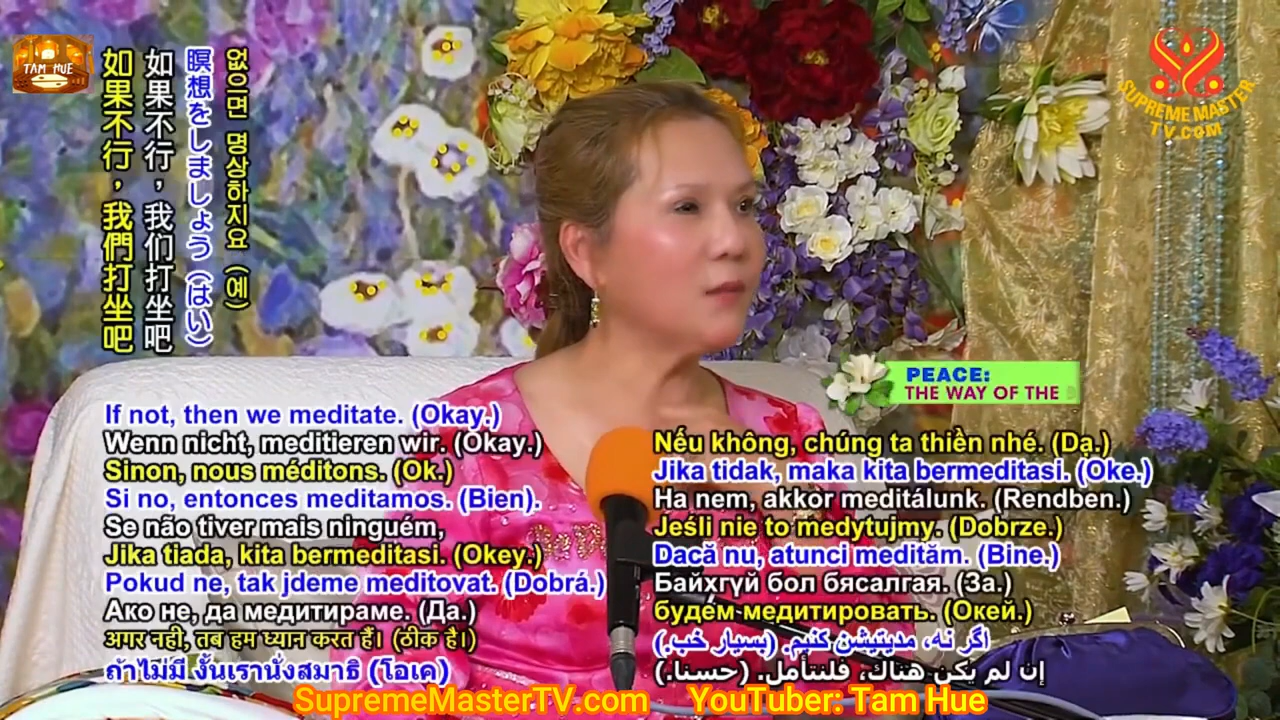 TAM HUE
如果不行，我們打坐吧
如果不行，我们打坐吧
瞑想をしましょう（はい）
없으면 명상하지요 (예)
SUPREME MASTER
TV.COM
PEACE:
THE WAY OF THE
If not, then we meditate. (Okay.)
Wenn nicht, meditieren wir. (Okay.)
Sinon, nous méditons. (Ok.)
Si no, entonces meditamos. (Bien).
Se não tiver mais ninguém,
Jika tiada, kita bermeditasi. (Okey.)
Pokud ne, tak jdeme meditovat. (Dobrá.)
Ако не, да медитираме. (Да.)
अगर नही, तब हम ध्यान करत हैं। (ठीक है।)
ถ้าไม่มี งั้นเรานั่งสมาธิ (โอเค)
Nếu không, chúng ta thiền nhé. (Dạ.)
Jika tidak, maka kita bermeditasi. (Oke.)
Ha nem, akkor meditálunk. (Rendben.)
Jeśli nie to medytujmy. (Dobrze.)
Dacă nu, atunci medităm. (Bine.)
Байхгүй бол бясалгая. (За.)
будем медитировать. (Окей.)
اگر نه، مدیتیشن کنیم. (بسیار خب.)
إن لم يكن هناك، فلنتأمل. (حسنا.)
SupremeMasterTV.com YouTuber: Tam Hue